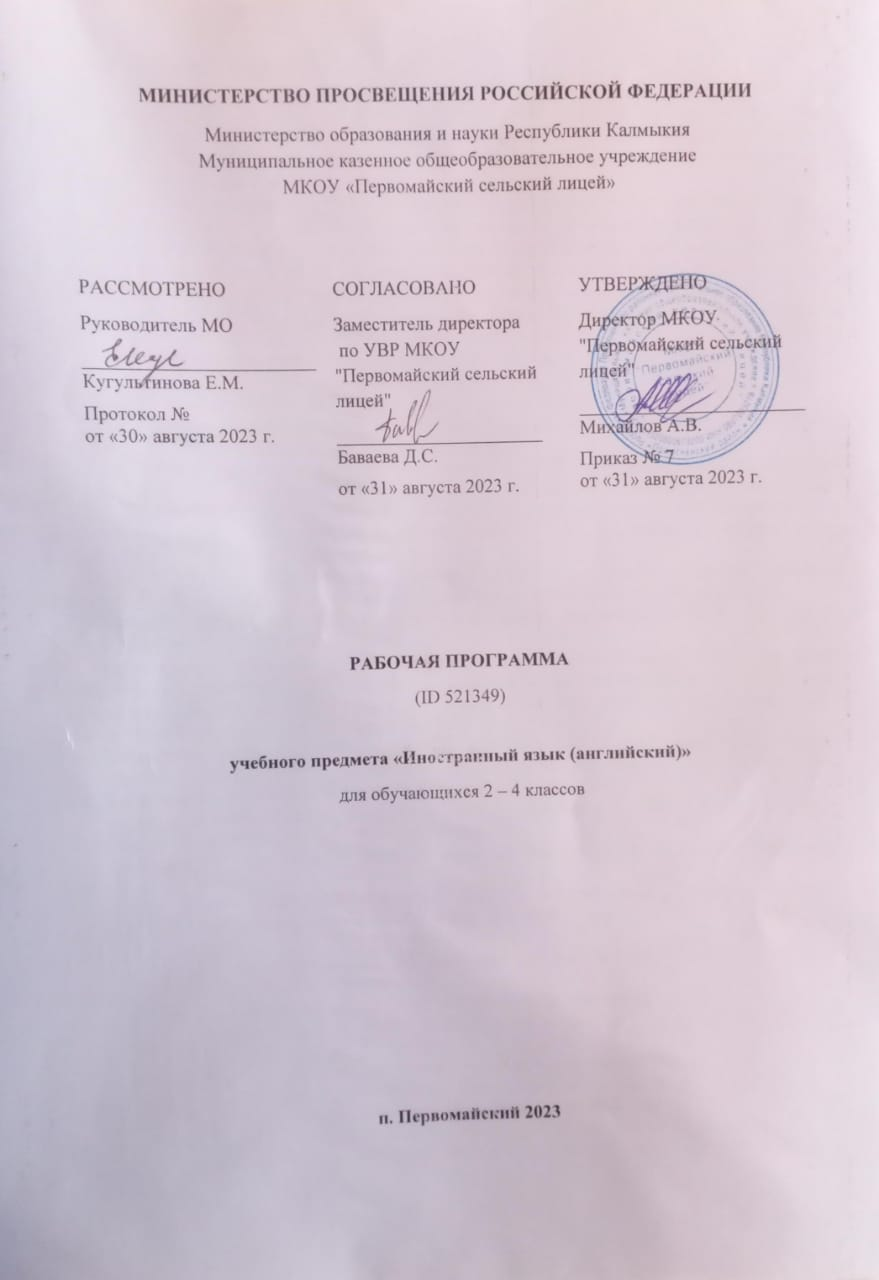 МИНИСТЕРСТВО ПРОСВЕЩЕНИЯ РОССИЙСКОЙ ФЕДЕРАЦИИ
Министерство образования и науки Республики Калмыкия
Муниципальное казенное общеобразовательное учреждение
МКОУ «Первомайский сельский лицей»
РАССМОТРЕНО
Руководитель МО
Кугультинова Е.М.
Протокол №
от «30» августа 2023 г.
СОГЛАСОВАНО
Заместитель директора
по УВР МКОУ
"Первомайский сельский
лицей"
Баваева Д.С.
от «31» августа 2023 г.
УТВЕРЖДЕНО
Директор МКОУ
"Первомайский сельский
лицей"
Михайлов А.В.
Приказ № 7
от «31» августа 2023 г.
Первомайский
РАБОЧАЯ ПРОГРАММА
(ID 521349)
учебного предмета «Иностранный язык (английский)»
для обучающихся 2 – 4 классов
п. Первомайский 2023